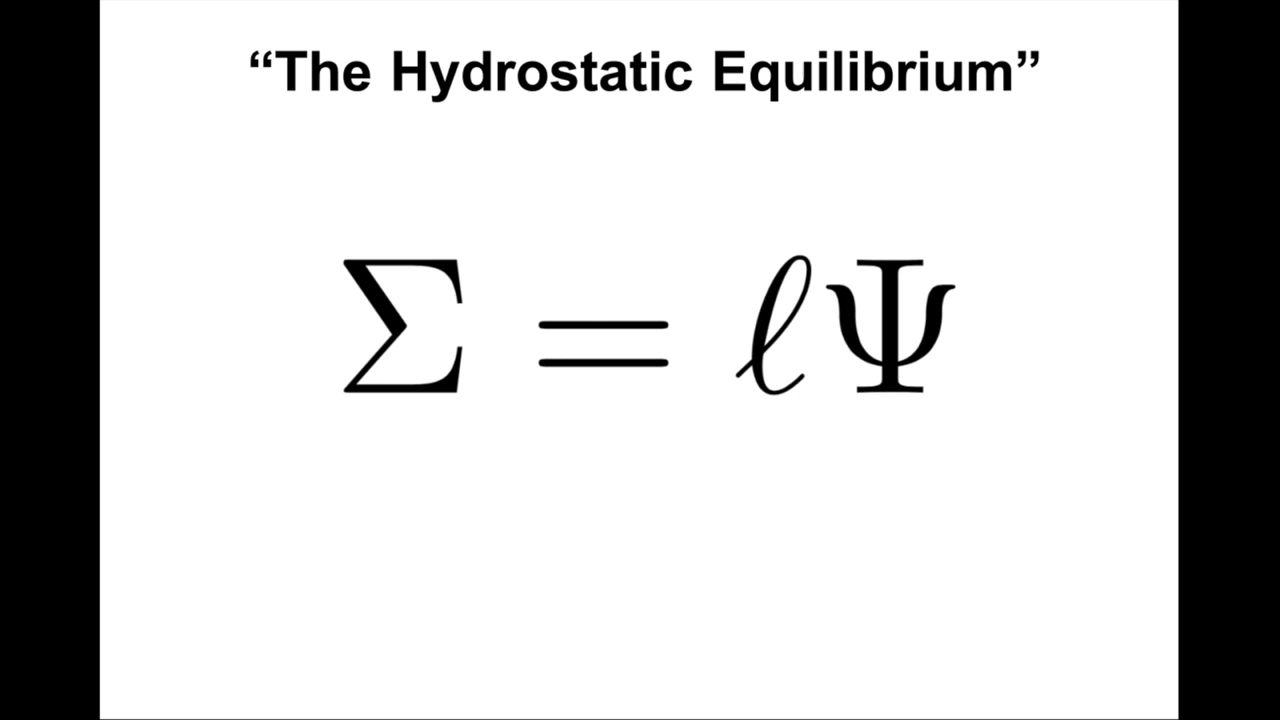 “The Hydrostatic Equilibrium”
Σ = ℓΨ